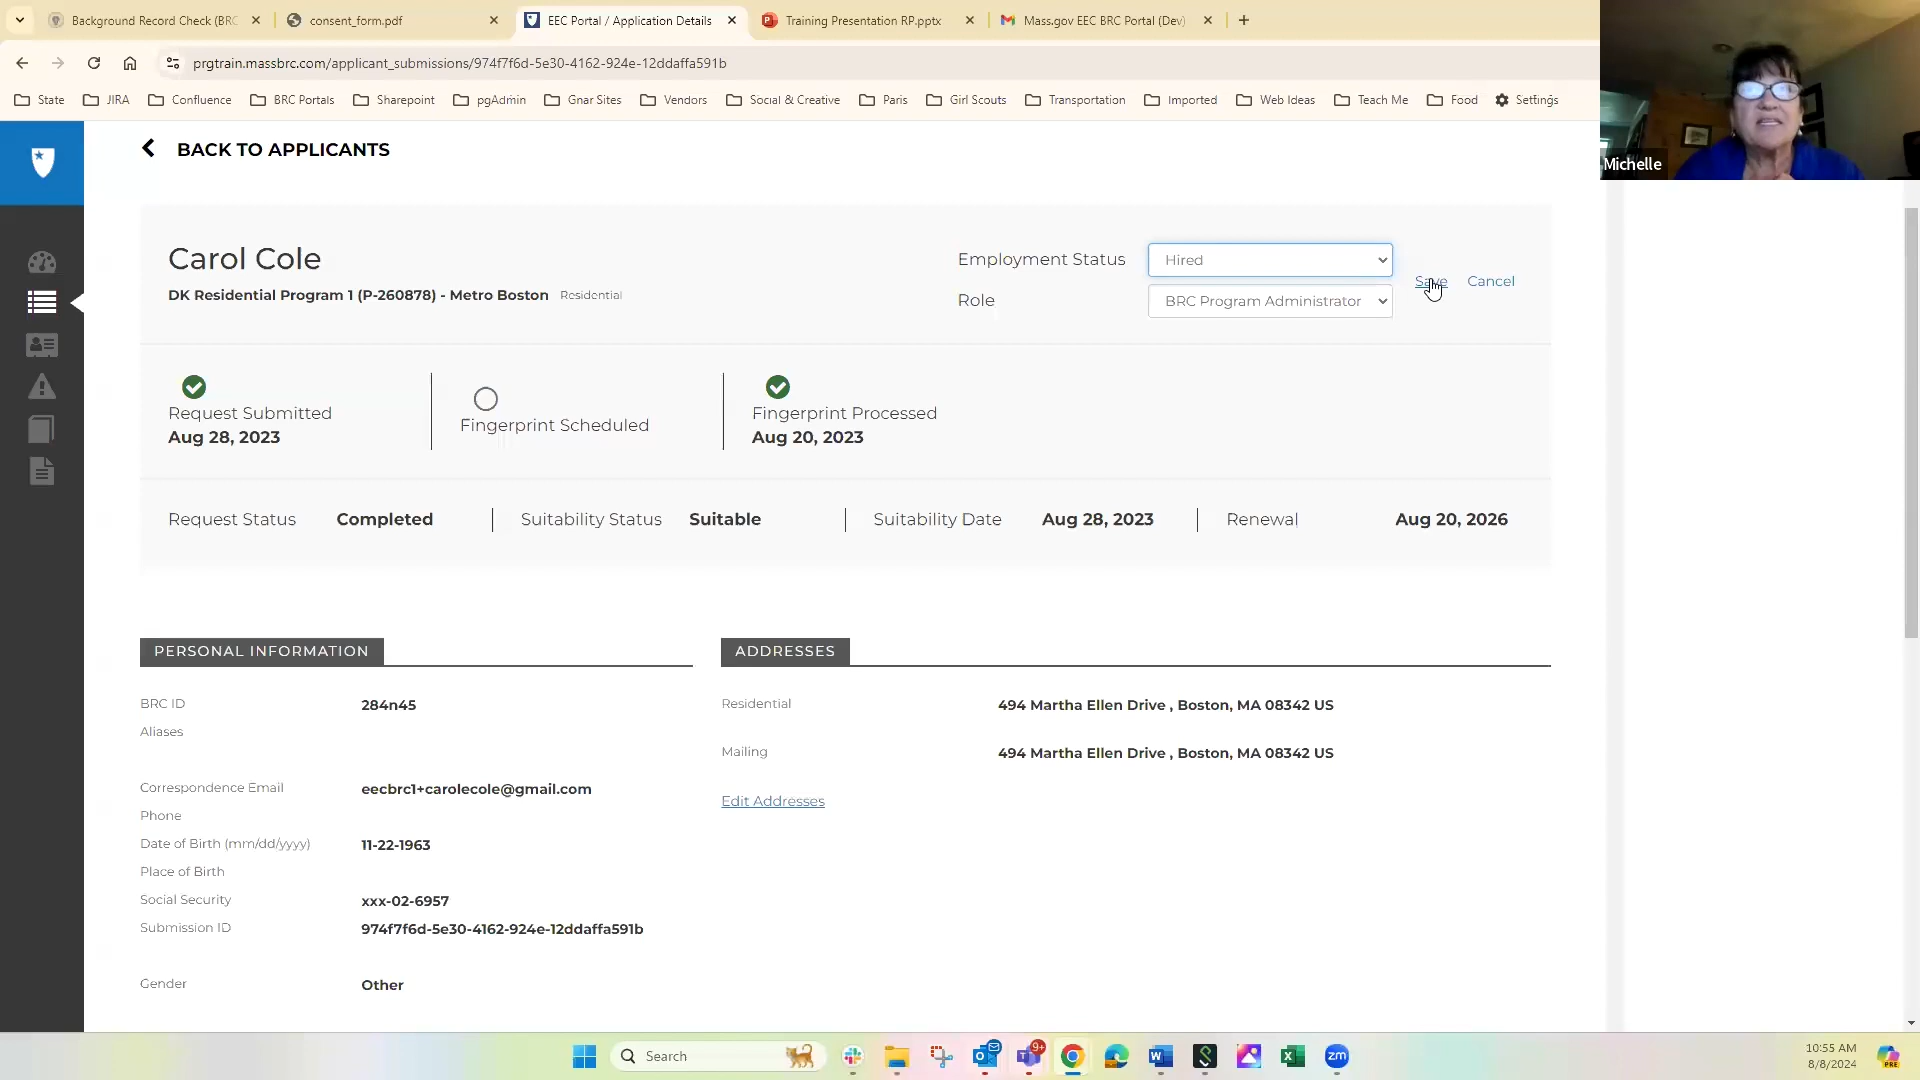 Background Record Check (BRC
consent_form.pdf
EEC Portal / Application Details
Training Presentation RP.pptx
Mass.gov EEC BRC Portal (Dev)
prgtrain.massbrc.com/applicant_submissions/974f7f6d-5e30-4162-924e-12ddaffa591b
State JIRA Confluence BRC Portals Sharepoint pgAdmin Gnar Sites Vendors Social & Creative Paris Girl Scouts Transportation Imported Web Ideas Teach Me Food Settings
Michelle
BACK TO APPLICANTS
Carol Cole
DK Residential Program 1 (P-260878) - Metro Boston Residential
Employment Status Hired
Role BRC Program Administrator
Save Cancel
Request Submitted
Aug 28, 2023
Fingerprint Scheduled
Fingerprint Processed
Aug 20, 2023
Request Status Completed Suitability Status Suitable Suitability Date Aug 28, 2023 Renewal Aug 20, 2026
PERSONAL INFORMATION
BRC ID 284n45
Aliases
Correspondence Email eecbrc1+carolecole@gmail.com
Phone
Date of Birth (mm/dd/yyyy) 11-22-1963
Place of Birth
Social Security xxx-02-6957
Submission ID 974f7f6d-5e30-4162-924e-12ddaffa591b
Gender Other
ADDRESSES
Residential 494 Martha Ellen Drive , Boston, MA 08342 US
Mailing 494 Martha Ellen Drive , Boston, MA 08342 US
Edit Addresses
Search
9+
zm
10:55 AM
8/8/2024
PRE